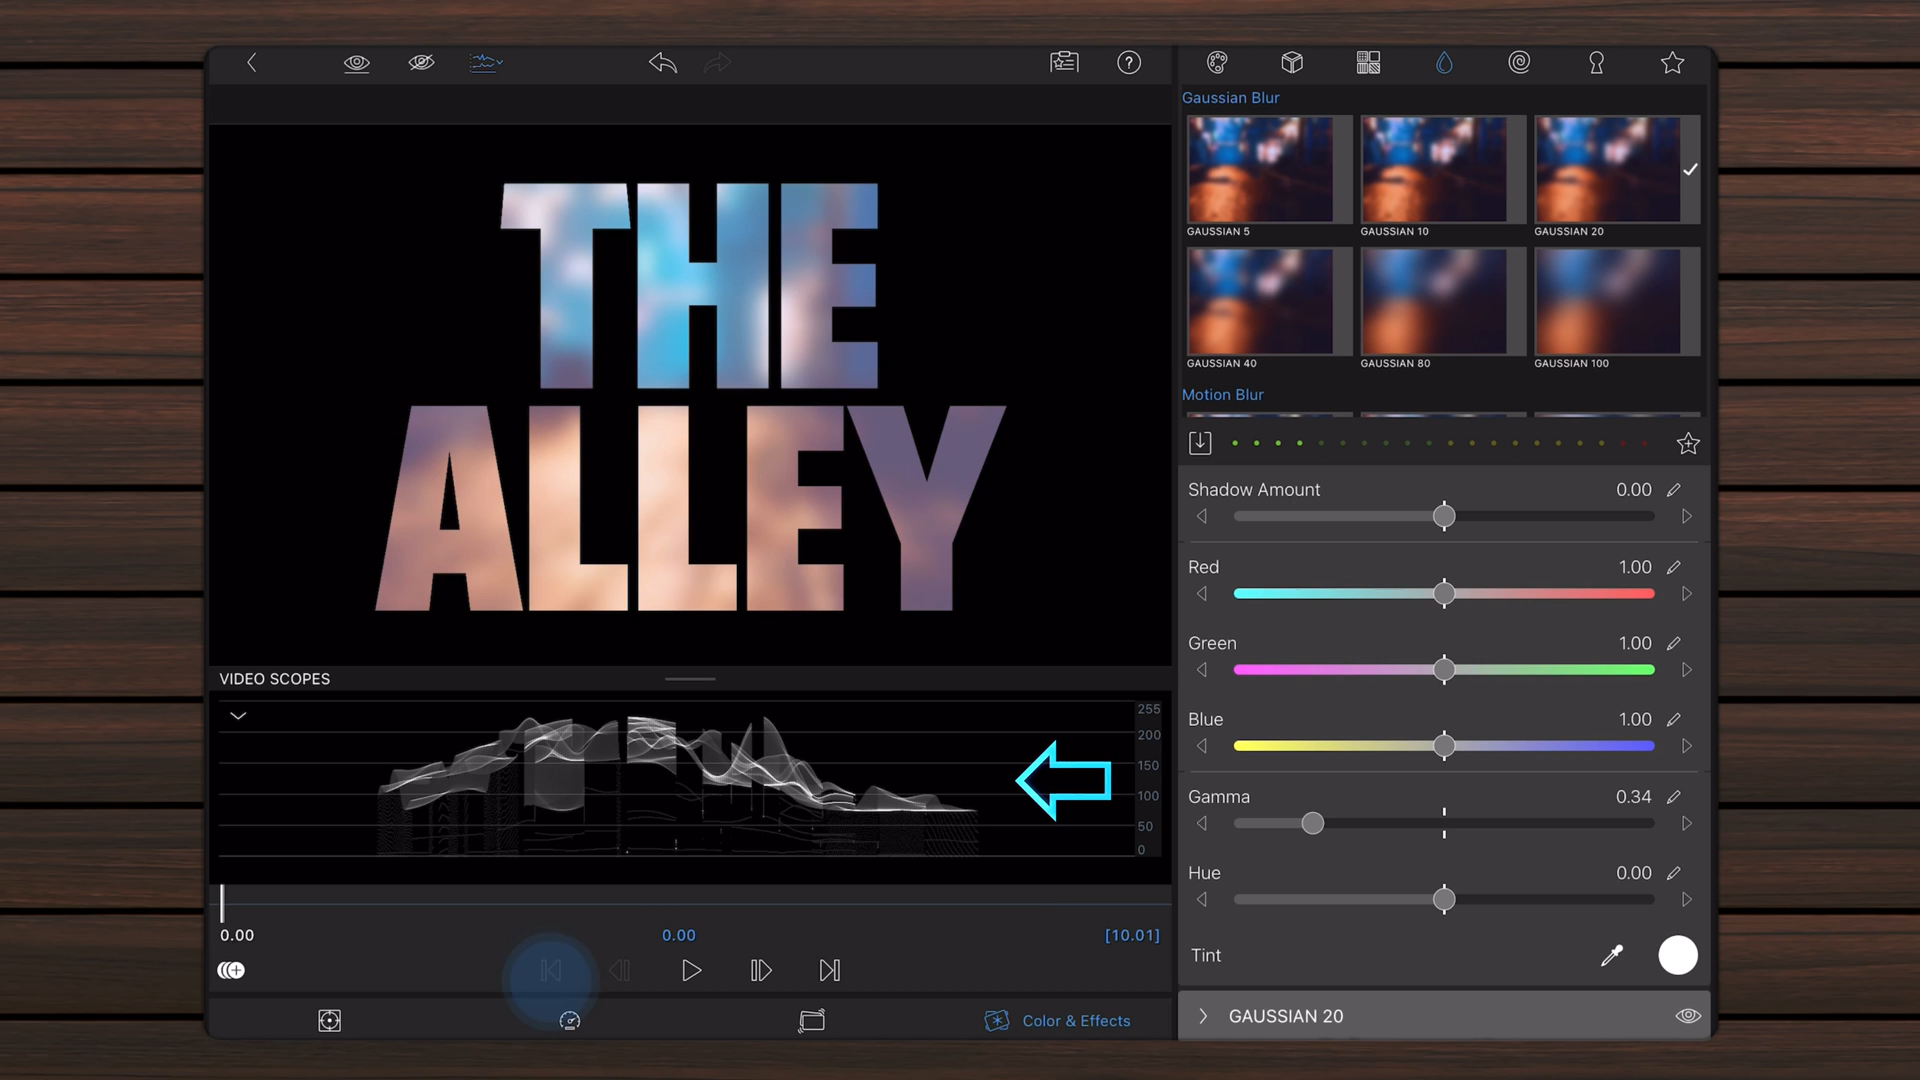 Gaussian Blur
GAUSSIAN 5
GAUSSIAN 10
GAUSSIAN 20
GAUSSIAN 40
GAUSSIAN 80
GAUSSIAN 100
Motion Blur
THE
ALLEY
Shadow Amount 0.00
Red 1.00
Green 1.00
Blue 1.00
Gamma 0.34
Hue 0.00
Tint
GAUSSIAN 20
VIDEO SCOPES
255
200
150
100
50
0
0.00 0.00 [10.01]
Color & Effects